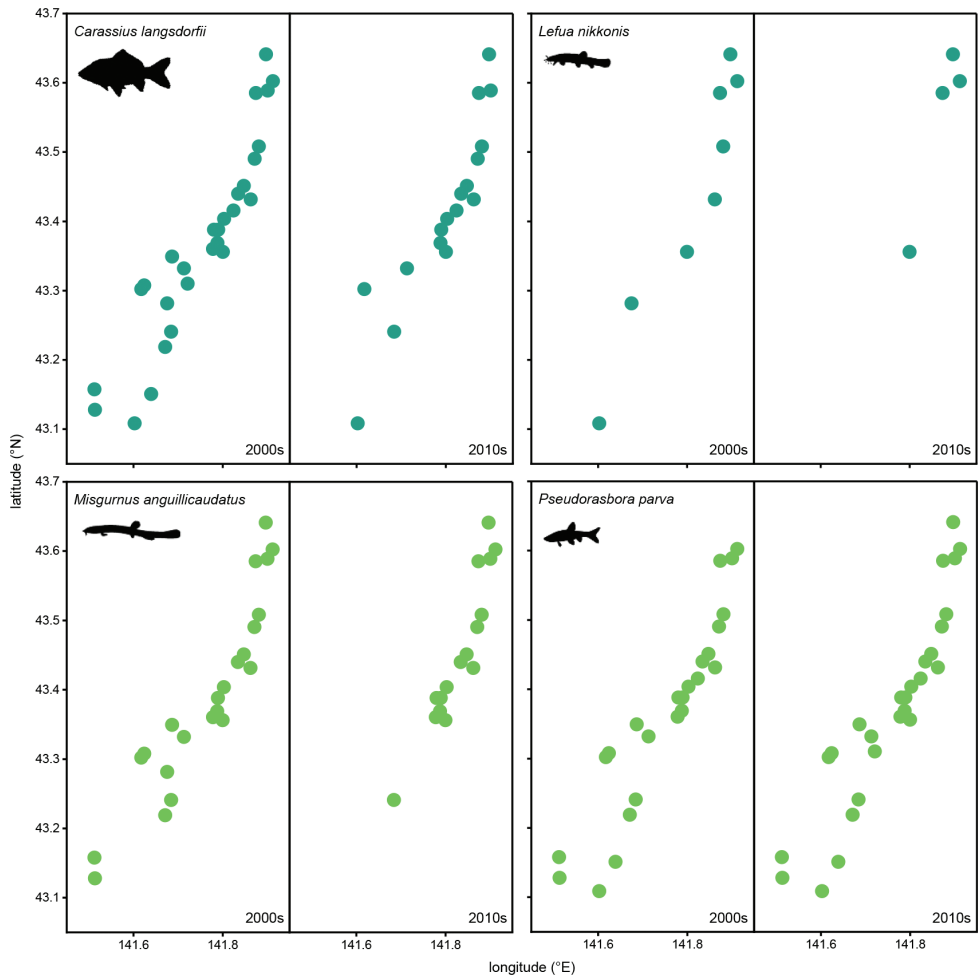 43.7
43.6
43.5
43.4
43.3
43.2
43.1
Carassius langsdorfii
2000s
2010s
Lefua nikkonis
2000s
2010s
latitude (°N)
43.7
43.6
43.5
43.4
43.3
43.2
43.1
Misgurnus anguillicaudatus
2000s
2010s
Pseudorasbora parva
2000s
2010s
141.6 141.8 141.6 141.8 141.6 141.8 141.6 141.8
longitude (°E)